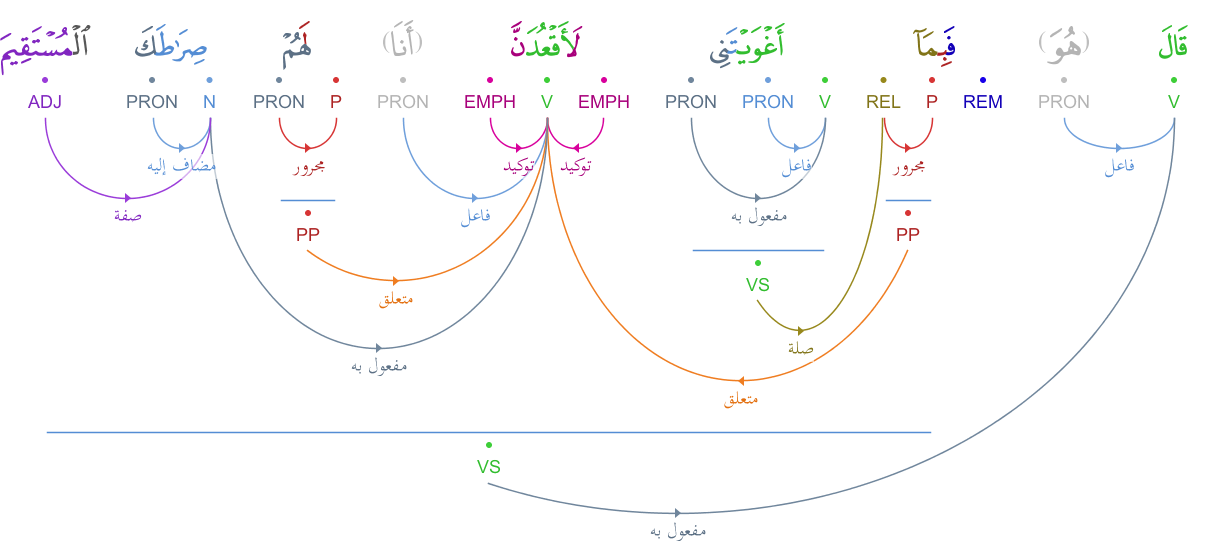 قَالَ (هُوَ) فَبِمَآ أَغْوَيْتَنِى لَأَقْعُدَنَّ (أَنَا) لَهُمْ صِرَٰطَكَ ٱلْمُسْتَقِيمَ
V PRON REM P REL V PRON PRON EMPH V EMPH PRON P PRON N PRON ADJ
فاعل مجرور فاعل توكيد توكيد مجرور مضاف إليه
مفعول به فاعل صفة
PP PP
VS
متعلق
صلة
مفعول به
متعلق
VS
مفعول به